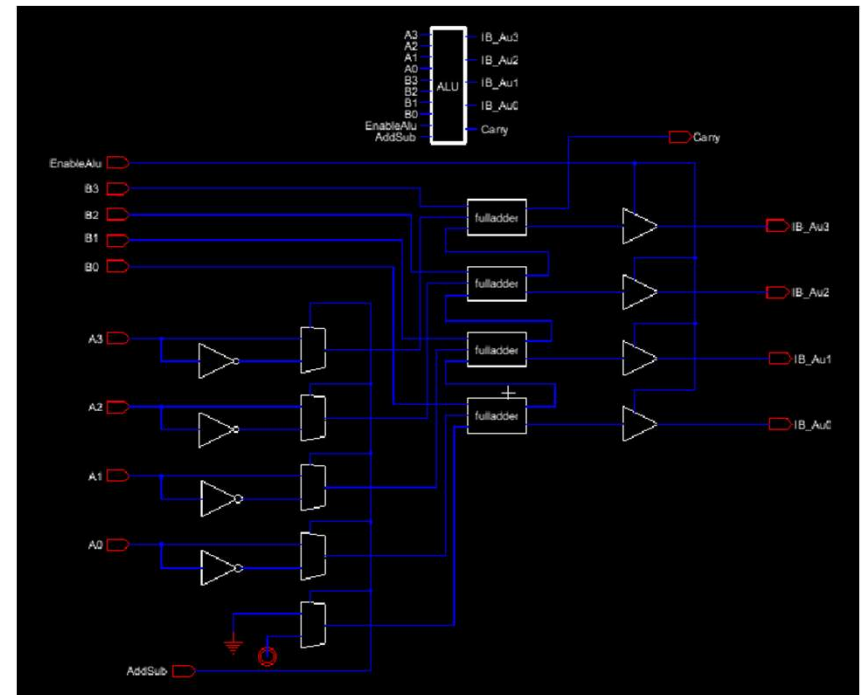 A3
A2
A1
A0
B3
B2
B1
B0
EnableAlu
AddSub
ALU
IB_Au3
IB_Au2
IB_Au1
IB_Au0
Carry
Carry
EnableAlu
B3
B2
B1
B0
fulladder
fulladder
fulladder
fulladder
IB_Au3
IB_Au2
IB_Au1
IB_Au0
A3
A2
A1
A0
AddSub